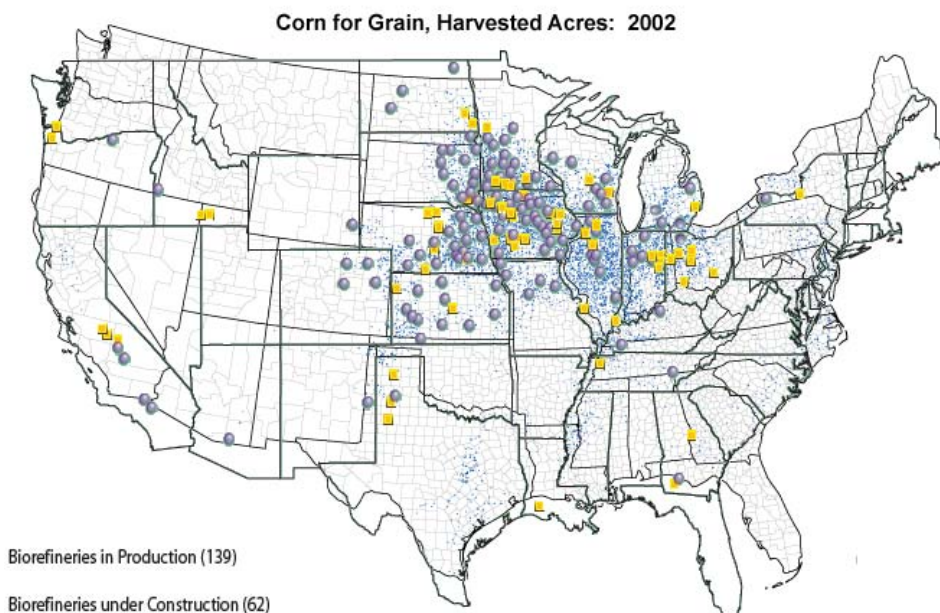 Corn for Grain, Harvested Acres: 2002
Biorefineries in Production (139)
Biorefineries under Construction (62)